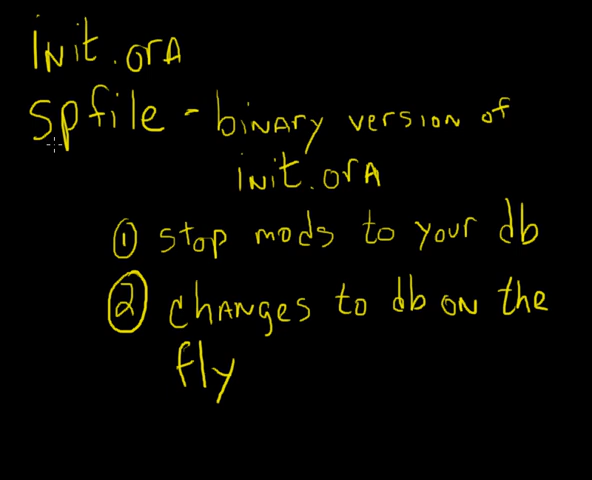 init.ora
spfile - binary version of
init.ora
① stop mods to your db
② changes to db on the
fly